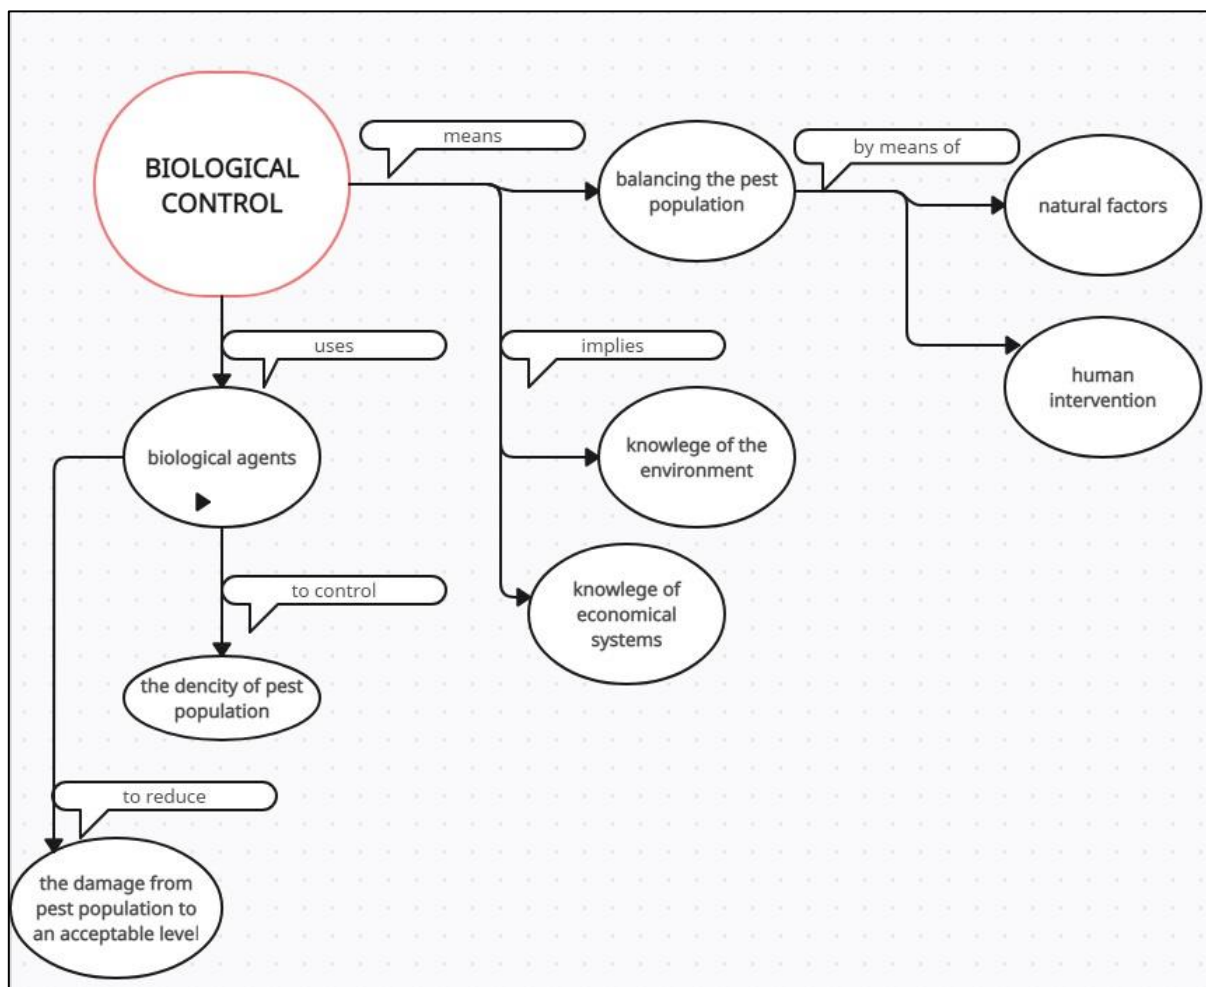 BIOLOGICAL
CONTROL
means
balancing the pest
population
by means of
natural factors
human
intervention
uses
implies
biological agents
knowlege of the
environment
to control
knowlege of
economical
systems
the dencity of pest
population
to reduce
the damage from
pest population to
an acceptable level